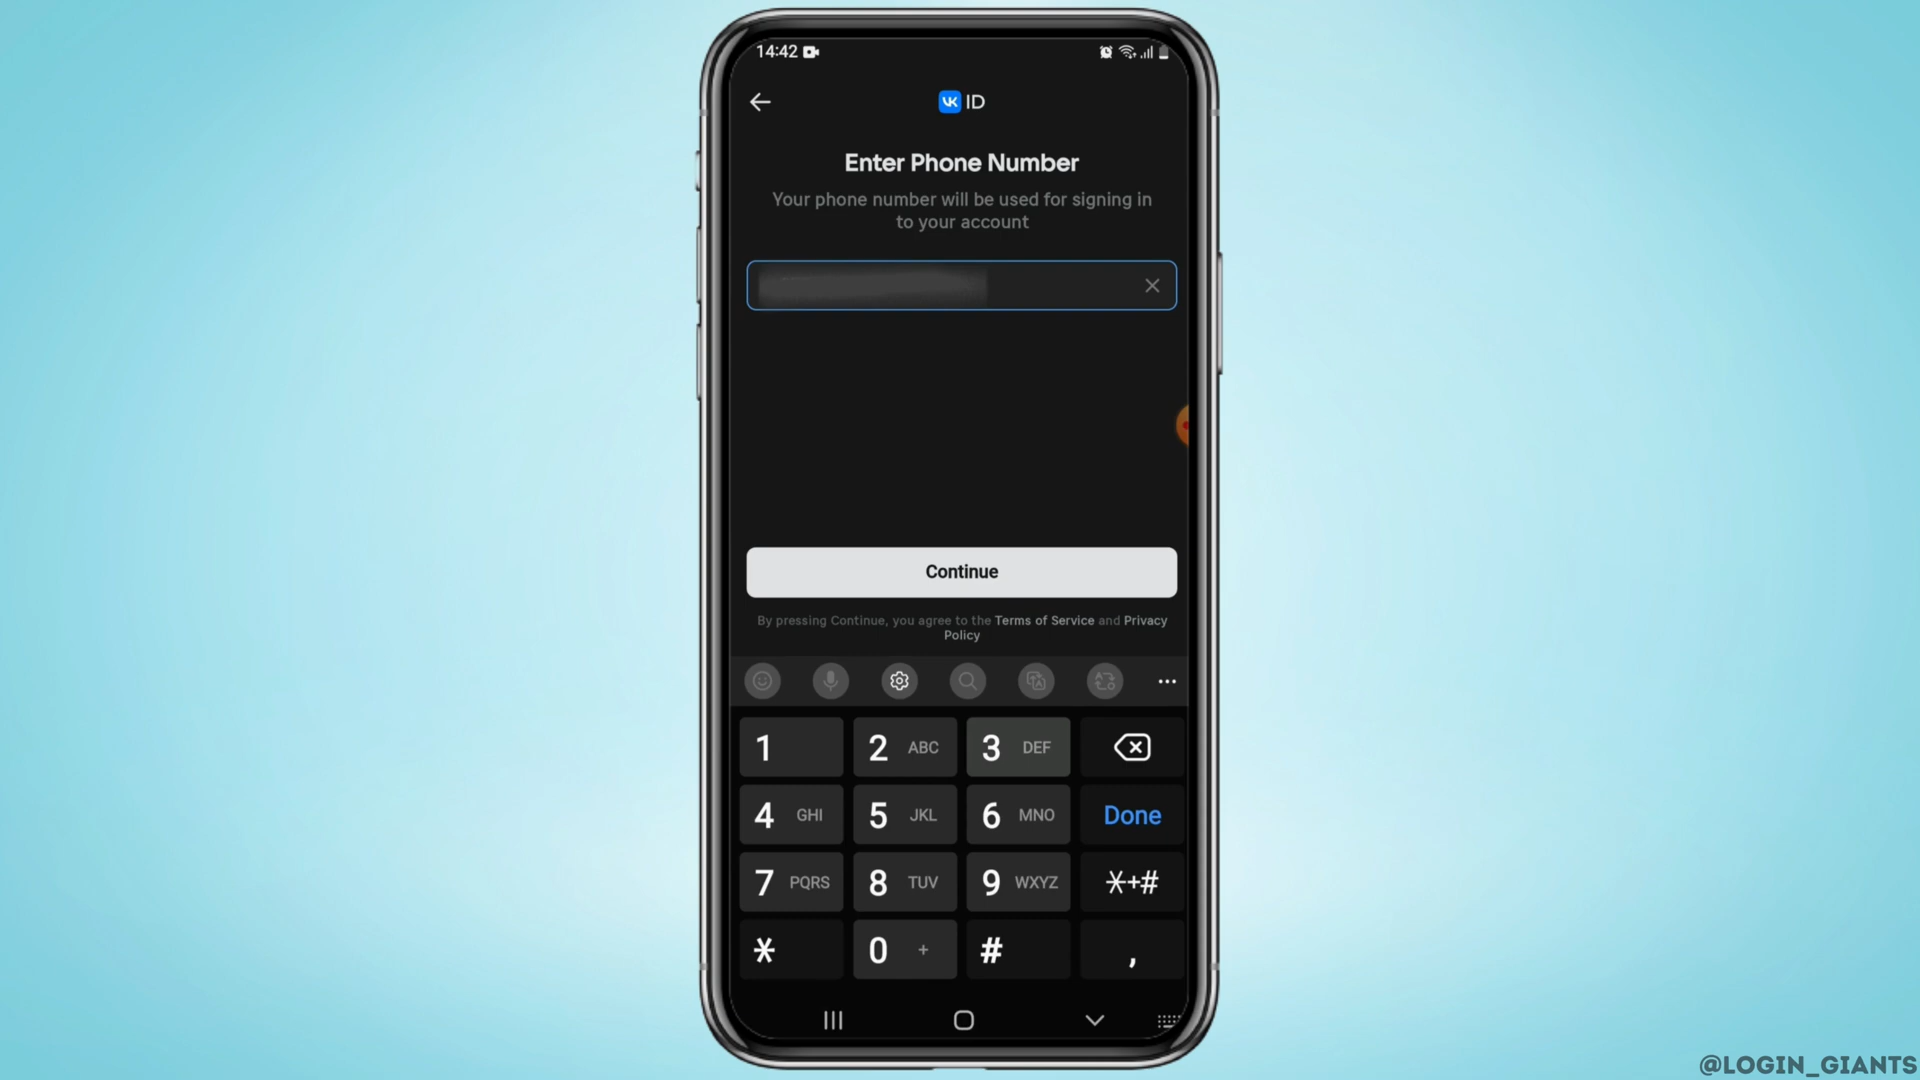 14:42
VK ID
Enter Phone Number
Your phone number will be used for signing in
to your account
Continue
By pressing Continue, you agree to the Terms of Service and Privacy
Policy
1 2 ABC 3 DEF
4 GHI 5 JKL 6 MNO Done
7 PQRS 8 TUV 9 WXYZ *+#
* 0 + # ,
@LOGIN_GIANTS